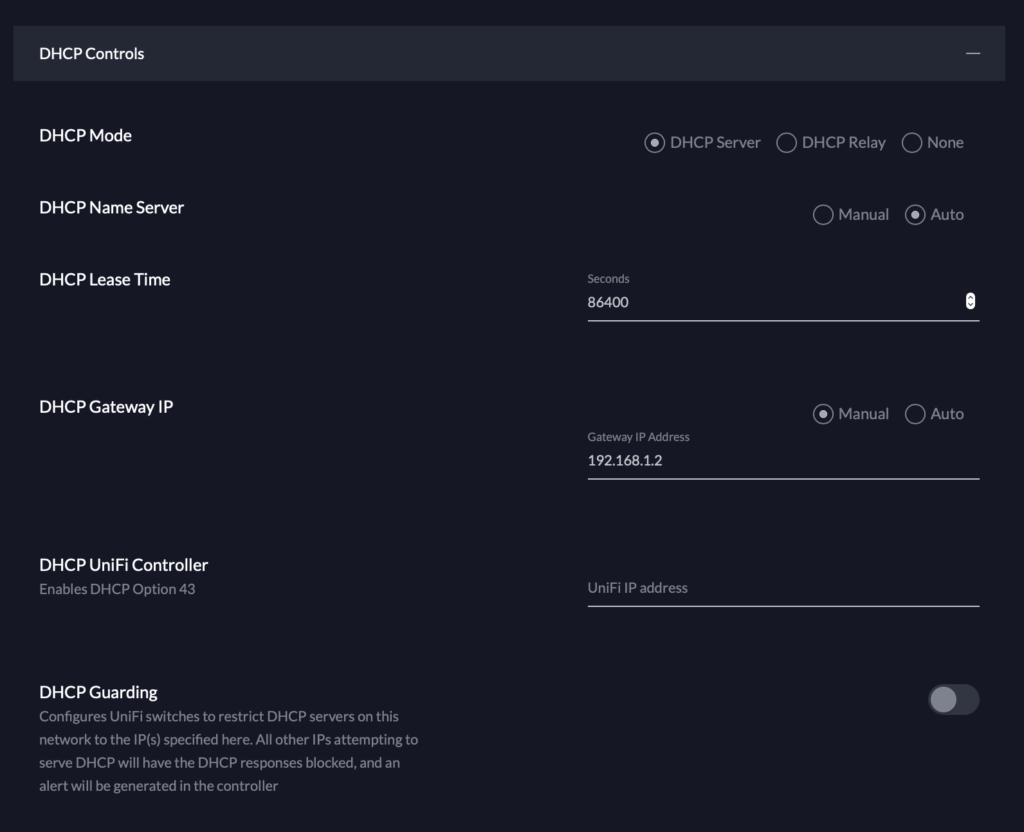 DHCP Controls
DHCP Mode
DHCP Server DHCP Relay None
DHCP Name Server
Manual Auto
DHCP Lease Time
Seconds
86400
DHCP Gateway IP
Manual Auto
Gateway IP Address
192.168.1.2
DHCP UniFi Controller
Enables DHCP Option 43
UniFi IP address
DHCP Guarding
Configures UniFi switches to restrict DHCP servers on this
network to the IP(s) specified here. All other IPs attempting to
serve DHCP will have the DHCP responses blocked, and an
alert will be generated in the controller